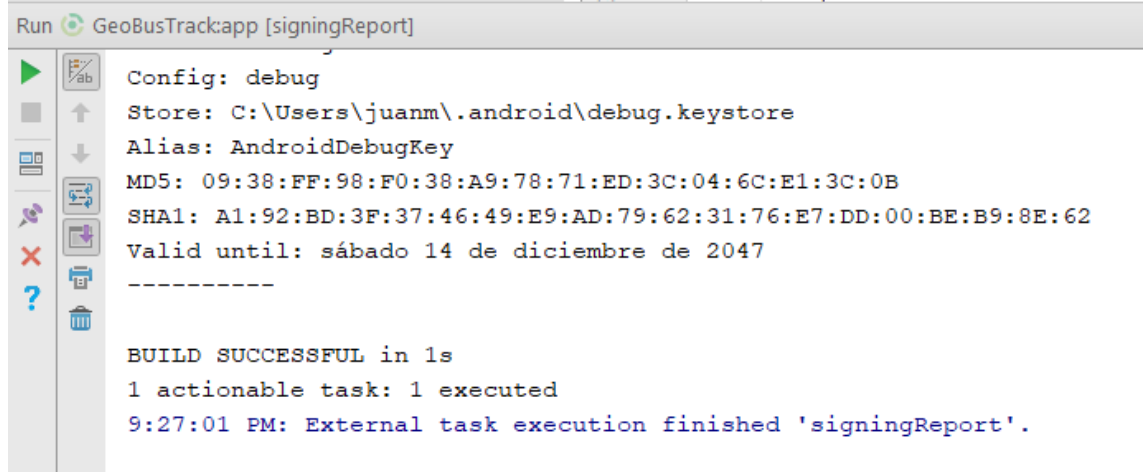 Run GeoBusTrack:app [signingReport]
Config: debug
Store: C:\Users\juanm\.android\debug.keystore
Alias: AndroidDebugKey
MD5: 09:38:FF:98:F0:38:A9:78:71:ED:3C:04:6C:E1:3C:0B
SHA1: A1:92:BD:3F:37:46:49:E9:AD:79:62:31:76:E7:DD:00:BE:B9:8E:62
Valid until: sábado 14 de diciembre de 2047
----------
BUILD SUCCESSFUL in 1s
1 actionable task: 1 executed
9:27:01 PM: External task execution finished 'signingReport'.